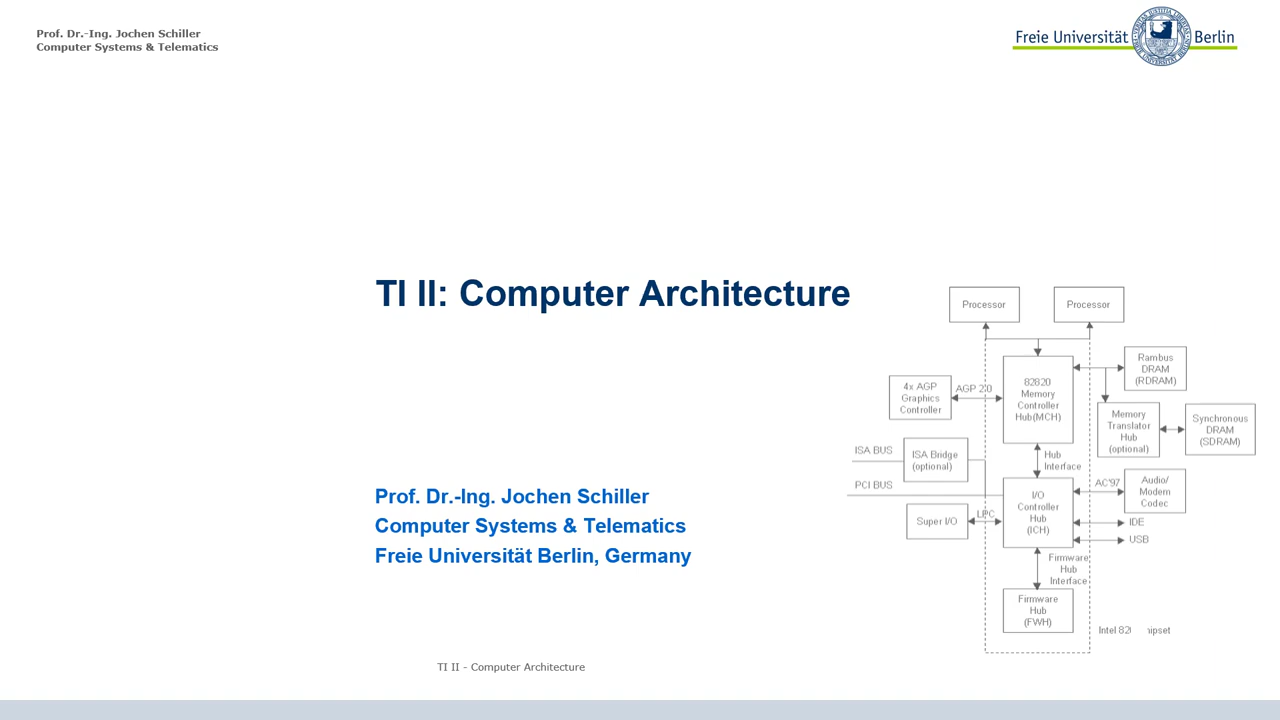 Prof. Dr.-Ing. Jochen Schiller
Computer Systems & Telematics
Freie Universität Berlin
TI II: Computer Architecture
Prof. Dr.-Ing. Jochen Schiller
Computer Systems & Telematics
Freie Universität Berlin, Germany
Processor
Processor
4x AGP
Graphics
Controller
AGP 2.0
82820
Memory
Controller
Hub(MCH)
Rambus
DRAM
(RDRAM)
Memory
Translator
Hub
(optional)
Synchronous
DRAM
(SDRAM)
ISA BUS
ISA Bridge
(optional)
Hub
Interface
PCI BUS
Super I/O
LPC
I/O
Controller
Hub
(ICH)
AC'97
Audio/
Modem
Codec
IDE
USB
Firmware
Hub
Interface
Firmware
Hub
(FWH)
Intel
TI II - Computer Architecture